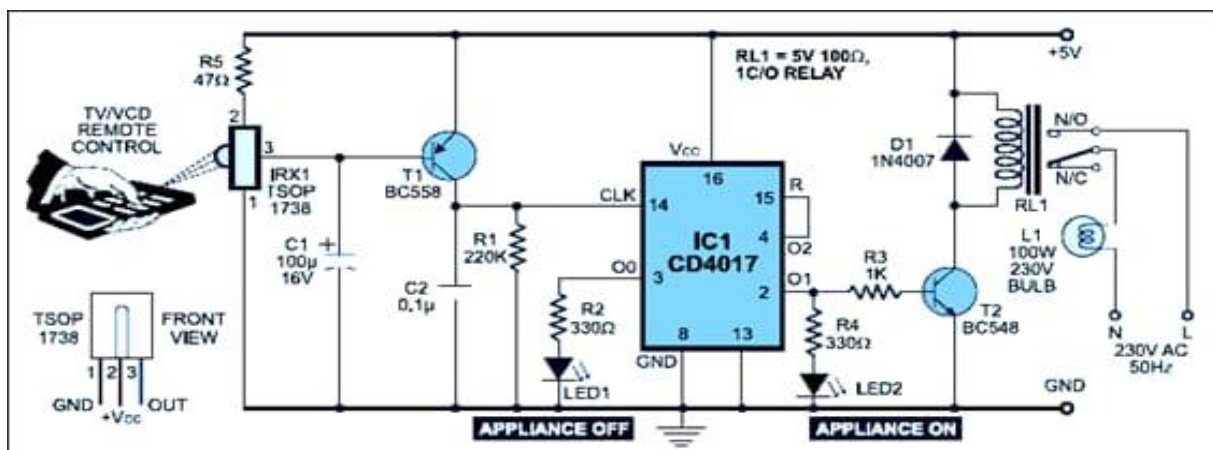 R5
47Ω
TV/VCD
REMOTE
CONTROL
2
3
1
IRX1
TSOP
1738
C1
100µ
16V
+
T1
BC558
R1
220K
C2
0.1µ
RL1 = 5V 100Ω,
1C/O RELAY
+5V
VCC
16
CLK
14
R
15
4
O2
IC1
CD4017
O0
3
2
O1
8
13
GND
R2
330Ω
LED1
R3
1K
R4
330Ω
LED2
D1
1N4007
N/O
N/C
RL1
L1
100W
230V
BULB
T2
BC548
N
L
230V AC
50Hz
GND
TSOP
1738
FRONT
VIEW
1
2
3
GND
+VCC
OUT
APPLIANCE OFF
APPLIANCE ON